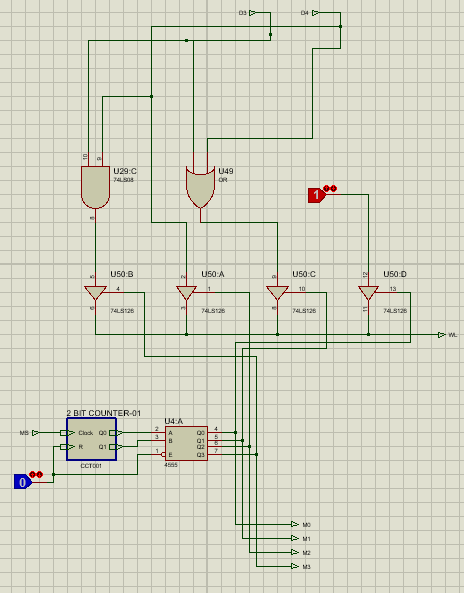 D3 D4
10 9
U29:C
74LS08
8
U49
OR
1
5 U50:B 4 6 74LS126
2 U50:A 1 3 74LS126
9 U50:C 10 8 74LS126
12 U50:D 13 11 74LS126
WL
2 BIT COUNTER-01
MS Clock Q0
R Q1
CCT001
0
U4:A
2 A Q0 4
3 B Q1 5
Q2 6
1 E Q3 7
4555
M0
M1
M2
M3